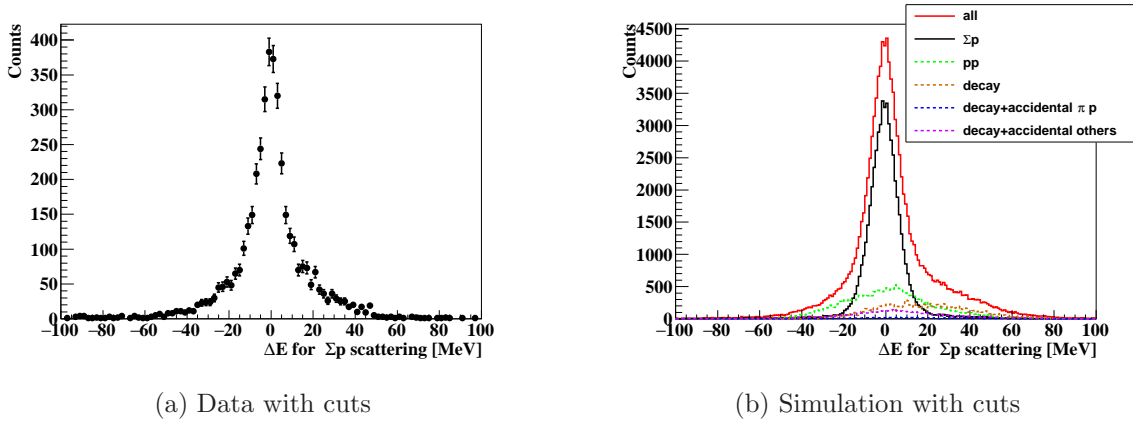 Counts
400
350
300
250
200
150
100
50
0
−100 −80 −60 −40 −20 0 20 40 60 80 100
ΔE for Σp scattering [MeV]
(a) Data with cuts
Counts
4500
4000
3500
3000
2500
2000
1500
1000
500
0
−100 −80 −60 −40 −20 0 20 40 60 80 100
ΔE for Σp scattering [MeV]
all
Σp
pp
decay
decay+accidental π p
decay+accidental others
(b) Simulation with cuts